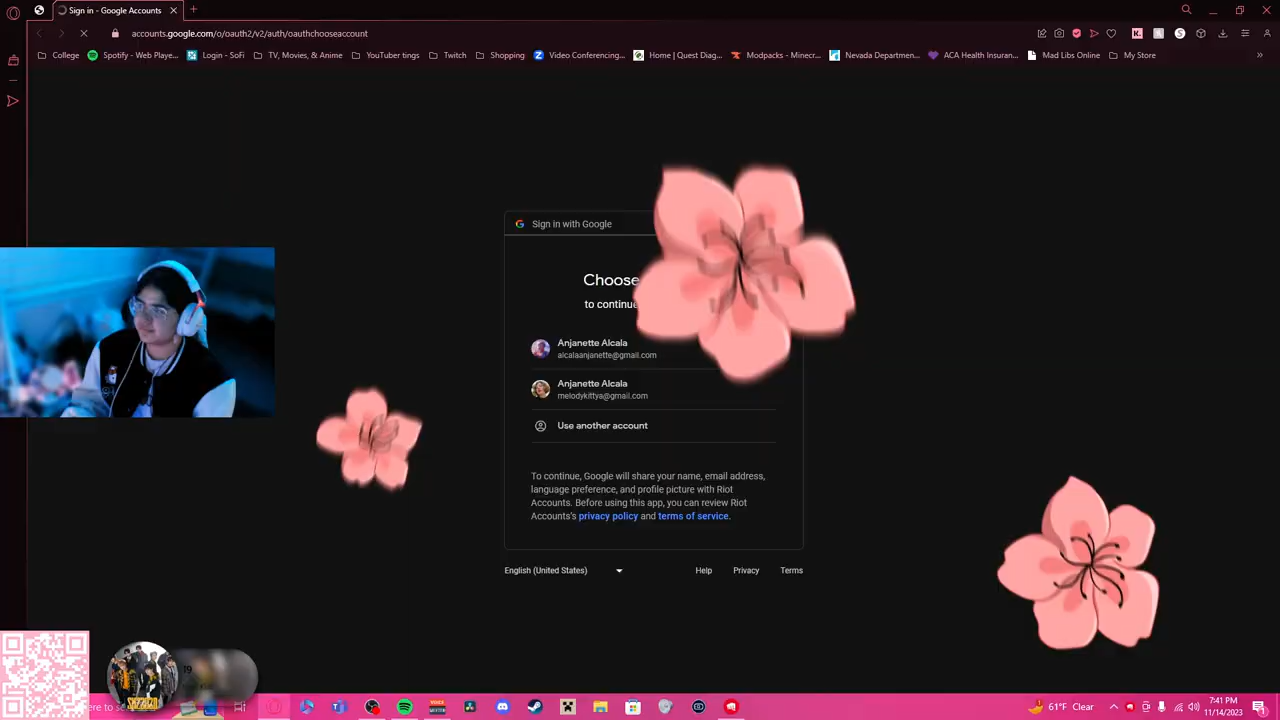 Sign in - Google Accounts
accounts.google.com/o/oauth2/v2/auth/oauthchooseaccount
College
Spotify - Web Playe...
Login - SoFi
TV, Movies, & Anime
YouTuber tings
Twitch
Shopping
Video Conferencing...
Home | Quest Diag...
Modpacks - Minecr...
Nevada Departmen...
ACA Health Insuran...
Mad Libs Online
My Store
Sign in with Google
Choose
to continue
Anjanette Alcala
alcalaanjanette@gmail.com
Anjanette Alcala
melodykittya@gmail.com
Use another account
To continue, Google will share your name, email address,
language preference, and profile picture with Riot
Accounts. Before using this app, you can review Riot
Accounts's privacy policy and terms of service.
English (United States)
Help
Privacy
Terms
19
61°F Clear
7:41 PM
11/14/2023